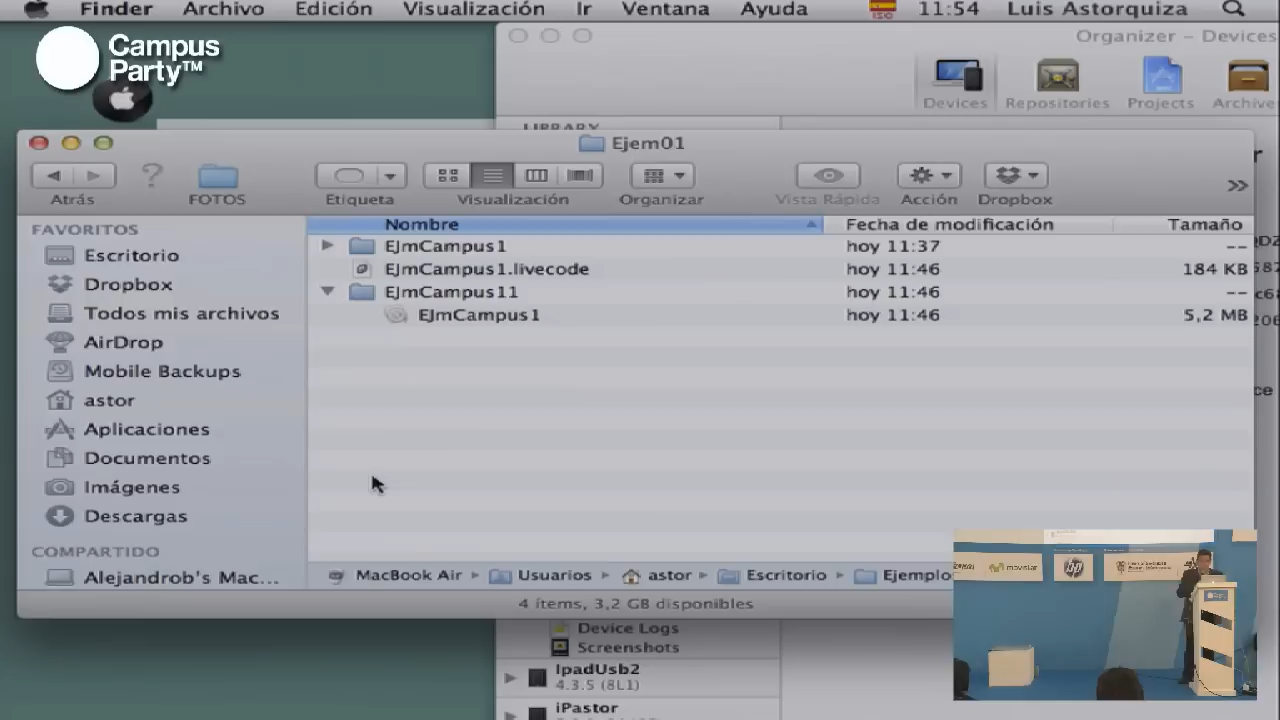 Finder Archivo Edición Visualización Ir Ventana Ayuda ISO 11:54 Luis Astorquiza
Campus
Party™
Organizer – Devices
Devices Repositories Projects Archive
LIBRARY
Ejem01
Atrás FOTOS Etiqueta Visualización Organizar Vista Rápida Acción Dropbox
FAVORITOS
Escritorio
Dropbox
Todos mis archivos
AirDrop
Mobile Backups
astor
Aplicaciones
Documentos
Imágenes
Descargas
COMPARTIDO
Alejandrob's Mac...
Nombre Fecha de modificación Tamaño
EJmCampus1 hoy 11:37 --
EJmCampus1.livecode hoy 11:46 184 KB
EJmCampus11 hoy 11:46 --
EJmCampus1 hoy 11:46 5,2 MB
MacBook Air Usuarios astor Escritorio Ejemplo
4 ítems, 3,2 GB disponibles
Device Logs
Screenshots
IpadUsb2
4.3.5 (8L1)
iPastor
movistar
hp